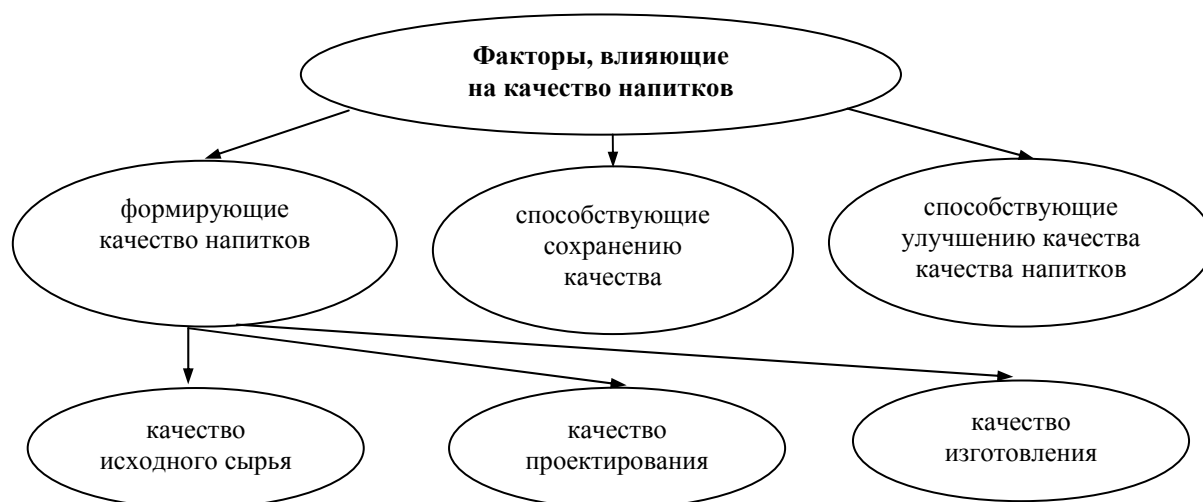 Факторы, влияющие
на качество напитков
формирующие
качество напитков
способствующие
сохранению
качества
способствующие
улучшению качества
качества напитков
качество
исходного сырья
качество
проектирования
качество
изготовления